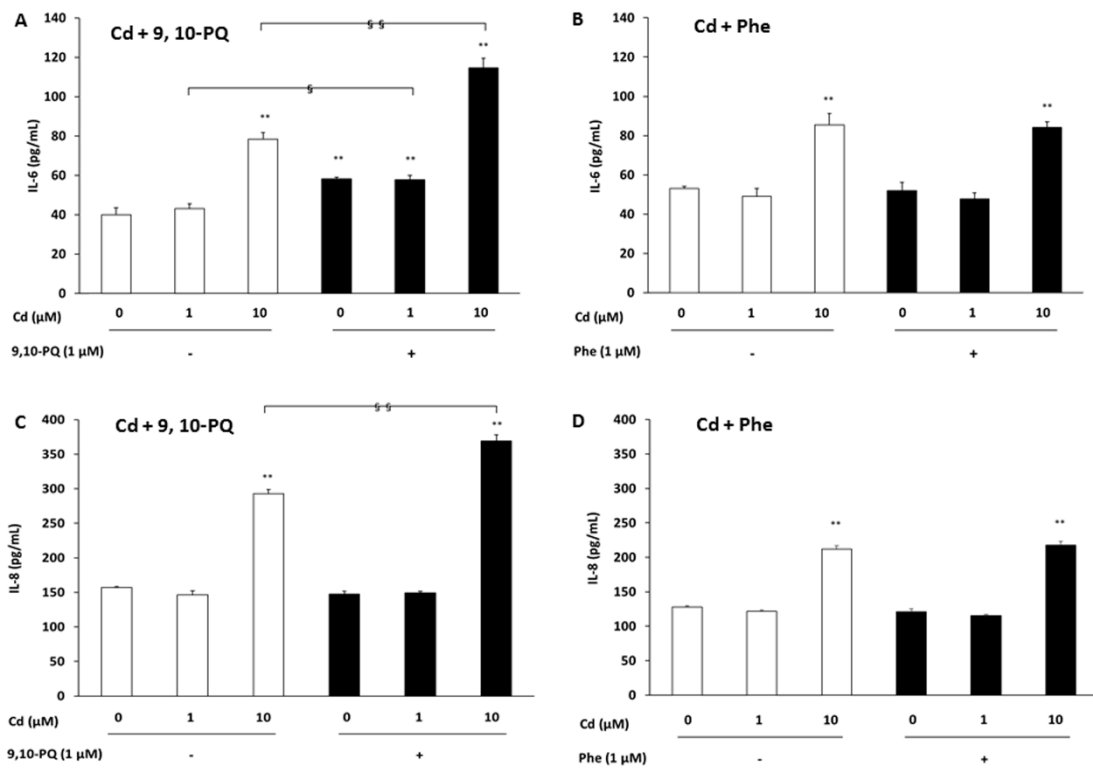 A
Cd + 9, 10-PQ
IL-6 (pg/mL)
140
120
100
80
60
40
20
0
§ §
§
**
**
**
**
Cd (µM) 0 1 10 0 1 10
9,10-PQ (1 µM) - +
B
Cd + Phe
IL-6 (pg/mL)
140
120
100
80
60
40
20
0
**
**
Cd (µM) 0 1 10 0 1 10
Phe (1 µM) - +
C
Cd + 9, 10-PQ
IL-8 (pg/mL)
400
350
300
250
200
150
100
50
0
§ §
**
**
Cd (µM) 0 1 10 0 1 10
9,10-PQ (1 µM) - +
D
Cd + Phe
IL-8 (pg/mL)
400
350
300
250
200
150
100
50
0
**
**
Cd (µM) 0 1 10 0 1 10
Phe (1 µM) - +